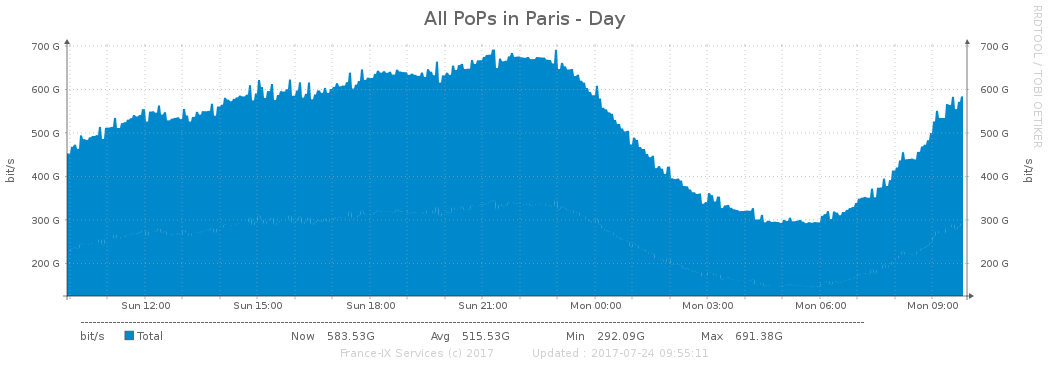 All PoPs in Paris - Day
RRDTOOL / TOBI OETIKER
700 G 700 G
600 G 600 G
500 G 500 G
400 G 400 G
300 G 300 G
200 G 200 G
bit/s bit/s
Sun 12:00 Sun 15:00 Sun 18:00 Sun 21:00 Mon 00:00 Mon 03:00 Mon 06:00 Mon 09:00
bit/s Total Now 583.53G Avg 515.53G Min 292.09G Max 691.38G
France-IX Services (c) 2017 Updated : 2017-07-24 09:55:11